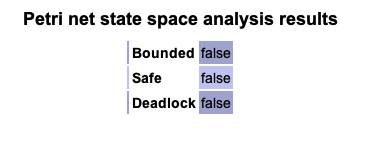 Petri net state space analysis results
Bounded false
Safe false
Deadlock false